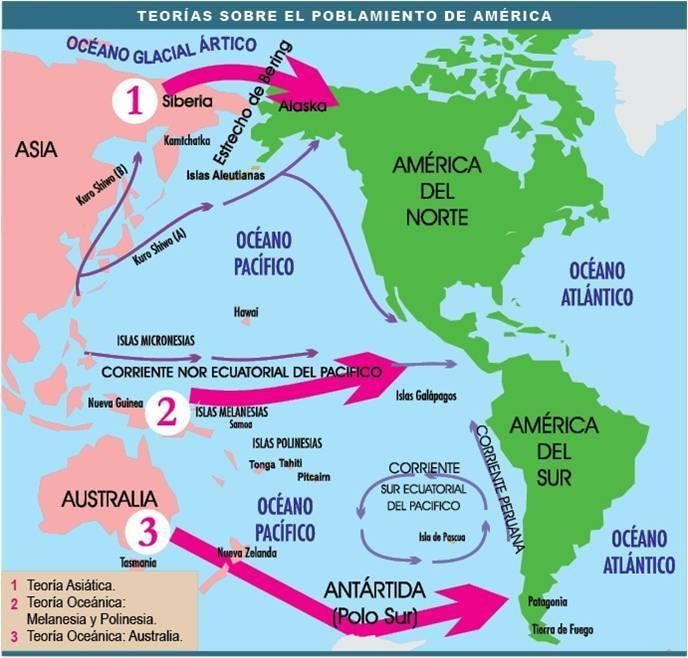 TEORÍAS SOBRE EL POBLAMIENTO DE AMÉRICA
OCÉANO GLACIAL ÁRTICO
Estrecho de Bering
1
Siberia
Alaska
ASIA
Kamtchatka
Islas Aleutianas
Kuro Shiwo (B)
Kuro Shiwo (A)
AMÉRICA
DEL
NORTE
OCÉANO
PACÍFICO
OCÉANO
ATLÁNTICO
Hawai
ISLAS MICRONESIAS
CORRIENTE NOR ECUATORIAL DEL PACIFICO
Nueva Guinea
2
ISLAS MELANESIAS
Samoa
Islas Galápagos
ISLAS POLINESIAS
Tonga Tahiti
Pitcairn
AMÉRICA
DEL
SUR
CORRIENTE
SUR ECUATORIAL
DEL PACIFICO
CORRIENTE PERUANA
AUSTRALIA
3
OCÉANO
PACÍFICO
Isla de Pascua
OCÉANO
ATLÁNTICO
Tasmania
Nueva Zelanda
ANTÁRTIDA
(Polo Sur)
Patagonia
Tierra de Fuego
1 Teoría Asiática.
2 Teoría Oceánica:
Melanesia y Polinesia.
3 Teoría Oceánica: Australia.